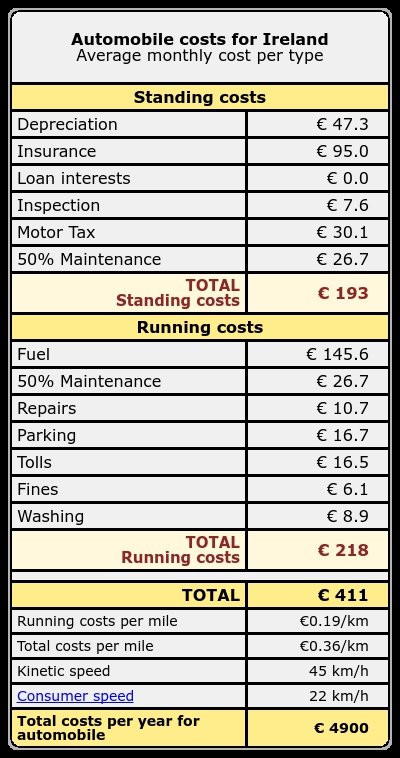 Automobile costs for Ireland
Average monthly cost per type
Standing costs
Depreciation € 47.3
Insurance € 95.0
Loan interests € 0.0
Inspection € 7.6
Motor Tax € 30.1
50% Maintenance € 26.7
TOTAL
Standing costs € 193
Running costs
Fuel € 145.6
50% Maintenance € 26.7
Repairs € 10.7
Parking € 16.7
Tolls € 16.5
Fines € 6.1
Washing € 8.9
TOTAL
Running costs € 218
TOTAL € 411
Running costs per mile €0.19/km
Total costs per mile €0.36/km
Kinetic speed 45 km/h
Consumer speed 22 km/h
Total costs per year for
automobile € 4900